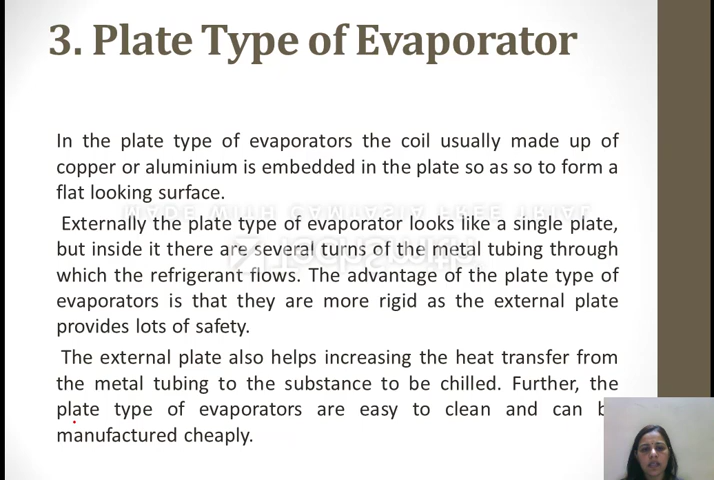 3. Plate Type of Evaporator
In the plate type of evaporators the coil usually made up of
copper or aluminium is embedded in the plate so as so to form a
flat looking surface.
MADE WITH CAMTASIA FREE TRIAL
Externally the plate type of evaporator looks like a single plate,
but inside it there are several turns of the metal tubing through
which the refrigerant flows. The advantage of the plate type of
evaporators is that they are more rigid as the external plate
provides lots of safety.
The external plate also helps increasing the heat transfer from
the metal tubing to the substance to be chilled. Further, the
plate type of evaporators are easy to clean and can
manufactured cheaply.